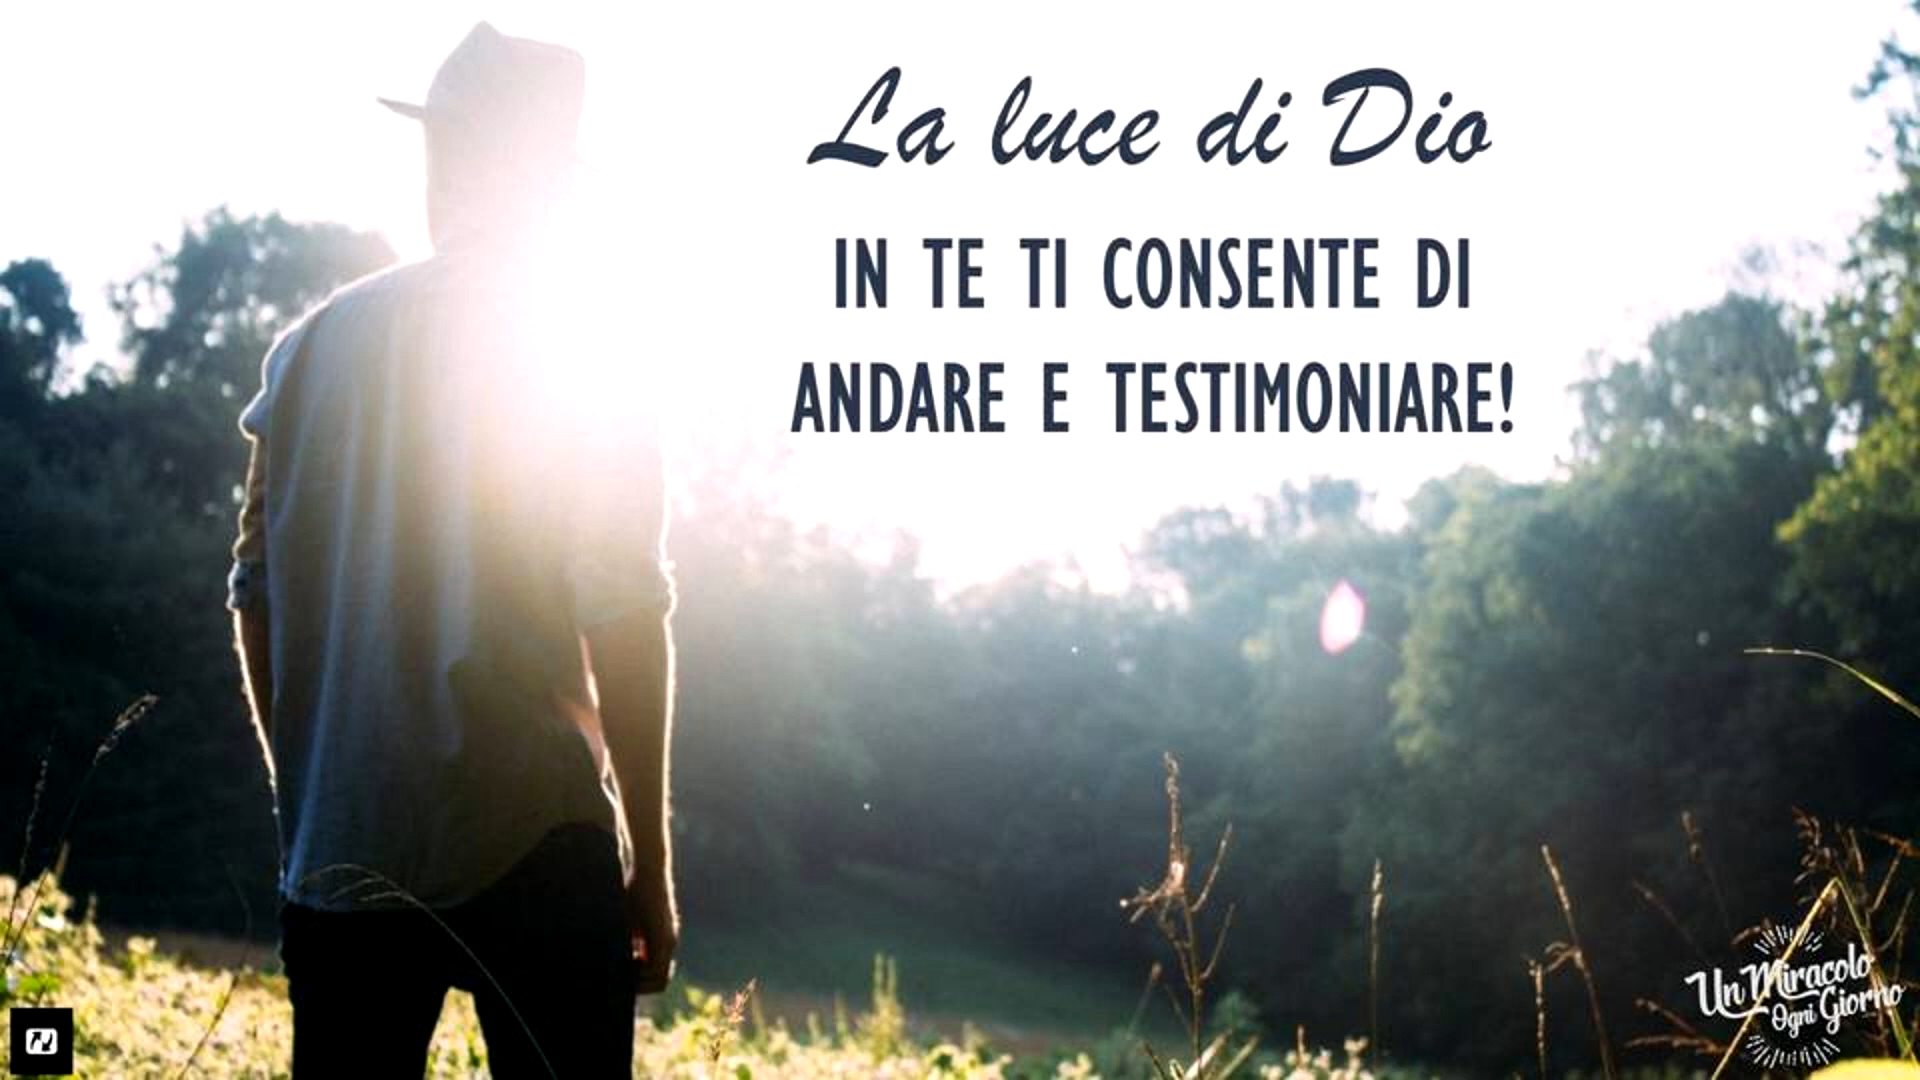 La luce di Dio
IN TE TI CONSENTE DI
ANDARE E TESTIMONIARE!
Un Miracolo
Ogni Giorno